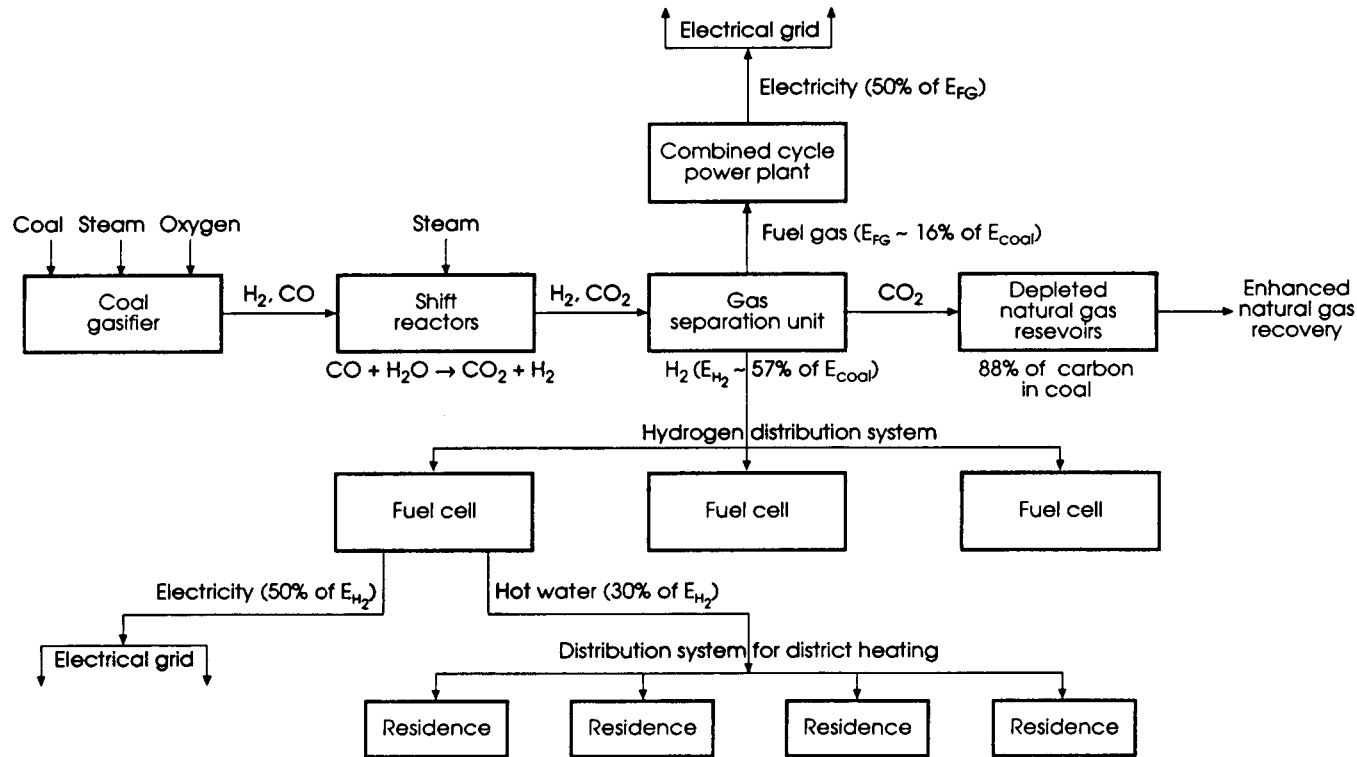 Electrical grid
Electricity (50% of E_FG)
Combined cycle
power plant
Coal Steam Oxygen
Steam
Fuel gas (E_FG ~ 16% of E_coal)
Coal
gasifier
H₂, CO
Shift
reactors
H₂, CO₂
Gas
separation unit
CO₂
Depleted
natural gas
resevoirs
Enhanced
natural gas
recovery
CO + H₂O → CO₂ + H₂
H₂ (E_H₂ ~ 57% of E_coal)
88% of carbon
in coal
Hydrogen distribution system
Fuel cell
Fuel cell
Fuel cell
Electricity (50% of E_H₂)
Hot water (30% of E_H₂)
Electrical grid
Distribution system for district heating
Residence
Residence
Residence
Residence